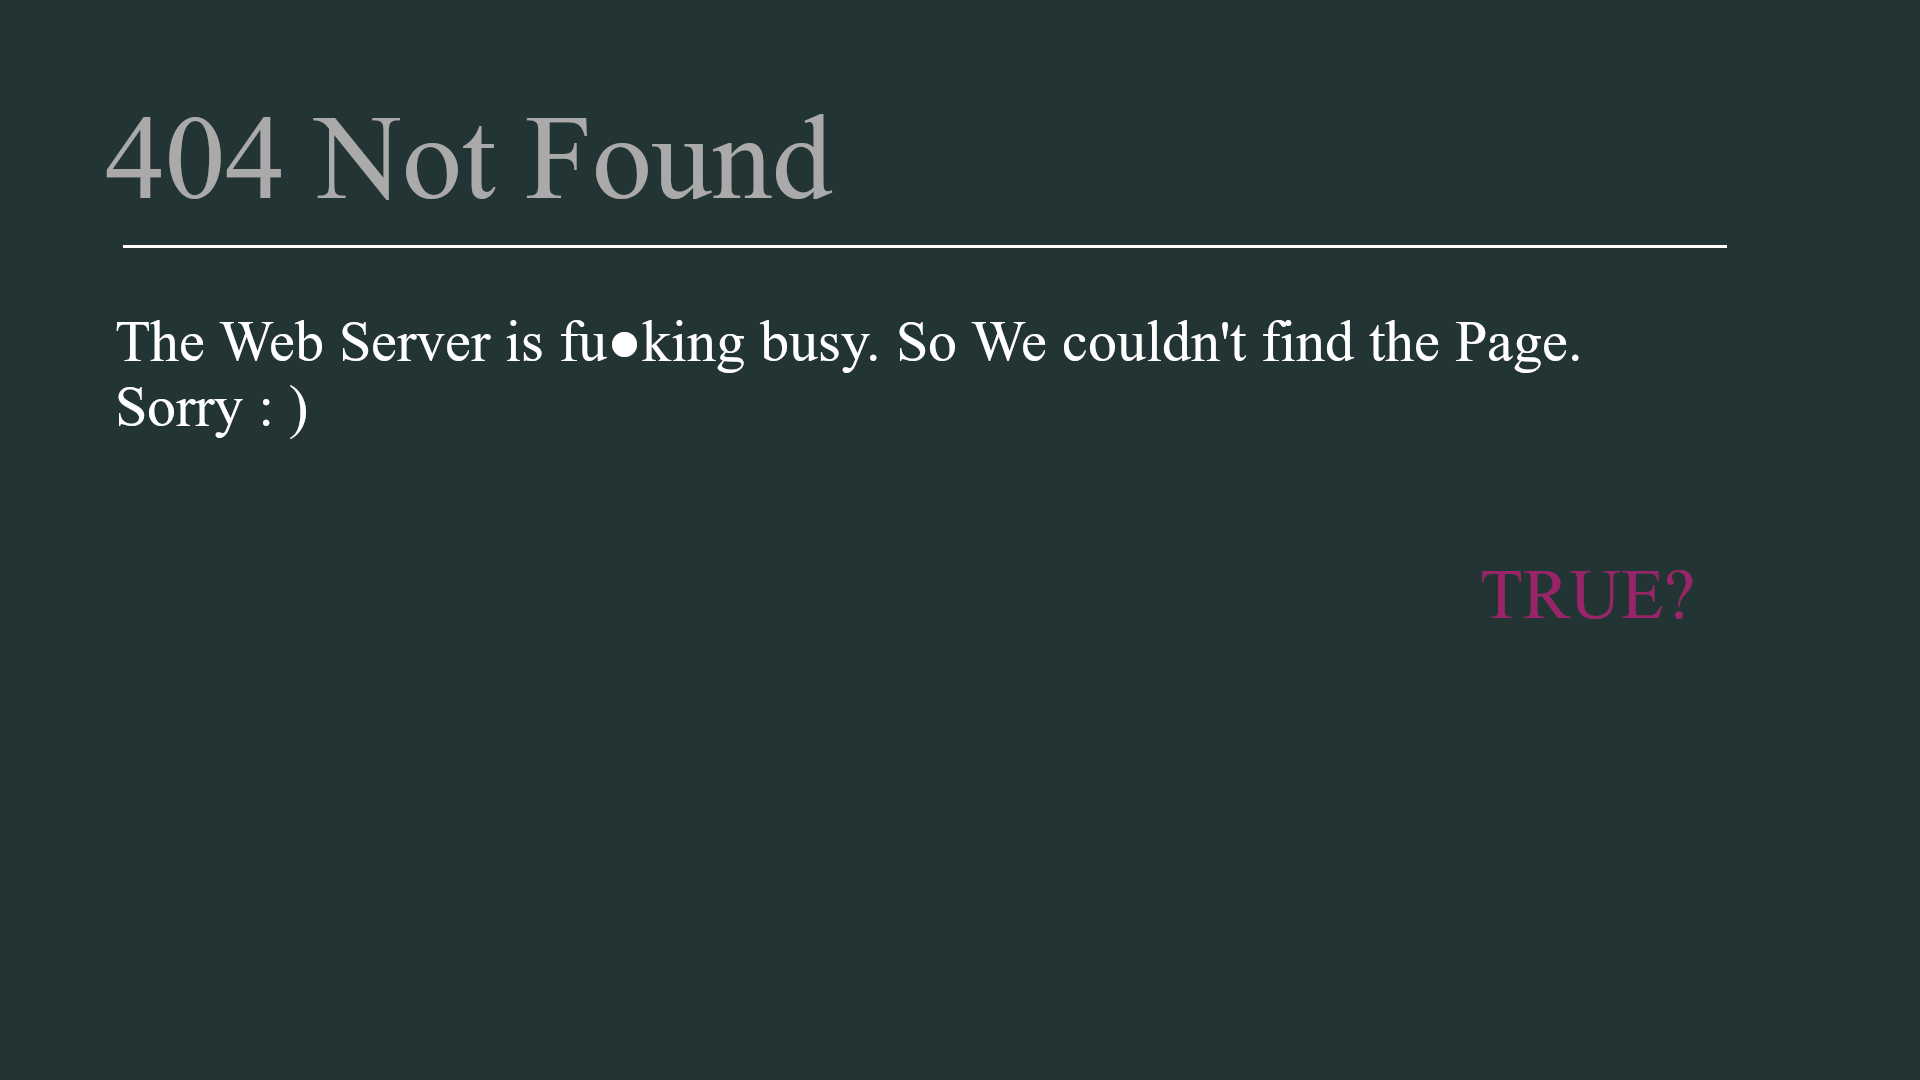 404 Not Found
The Web Server is fu●king busy. So We couldn't find the Page.
Sorry : )
TRUE?